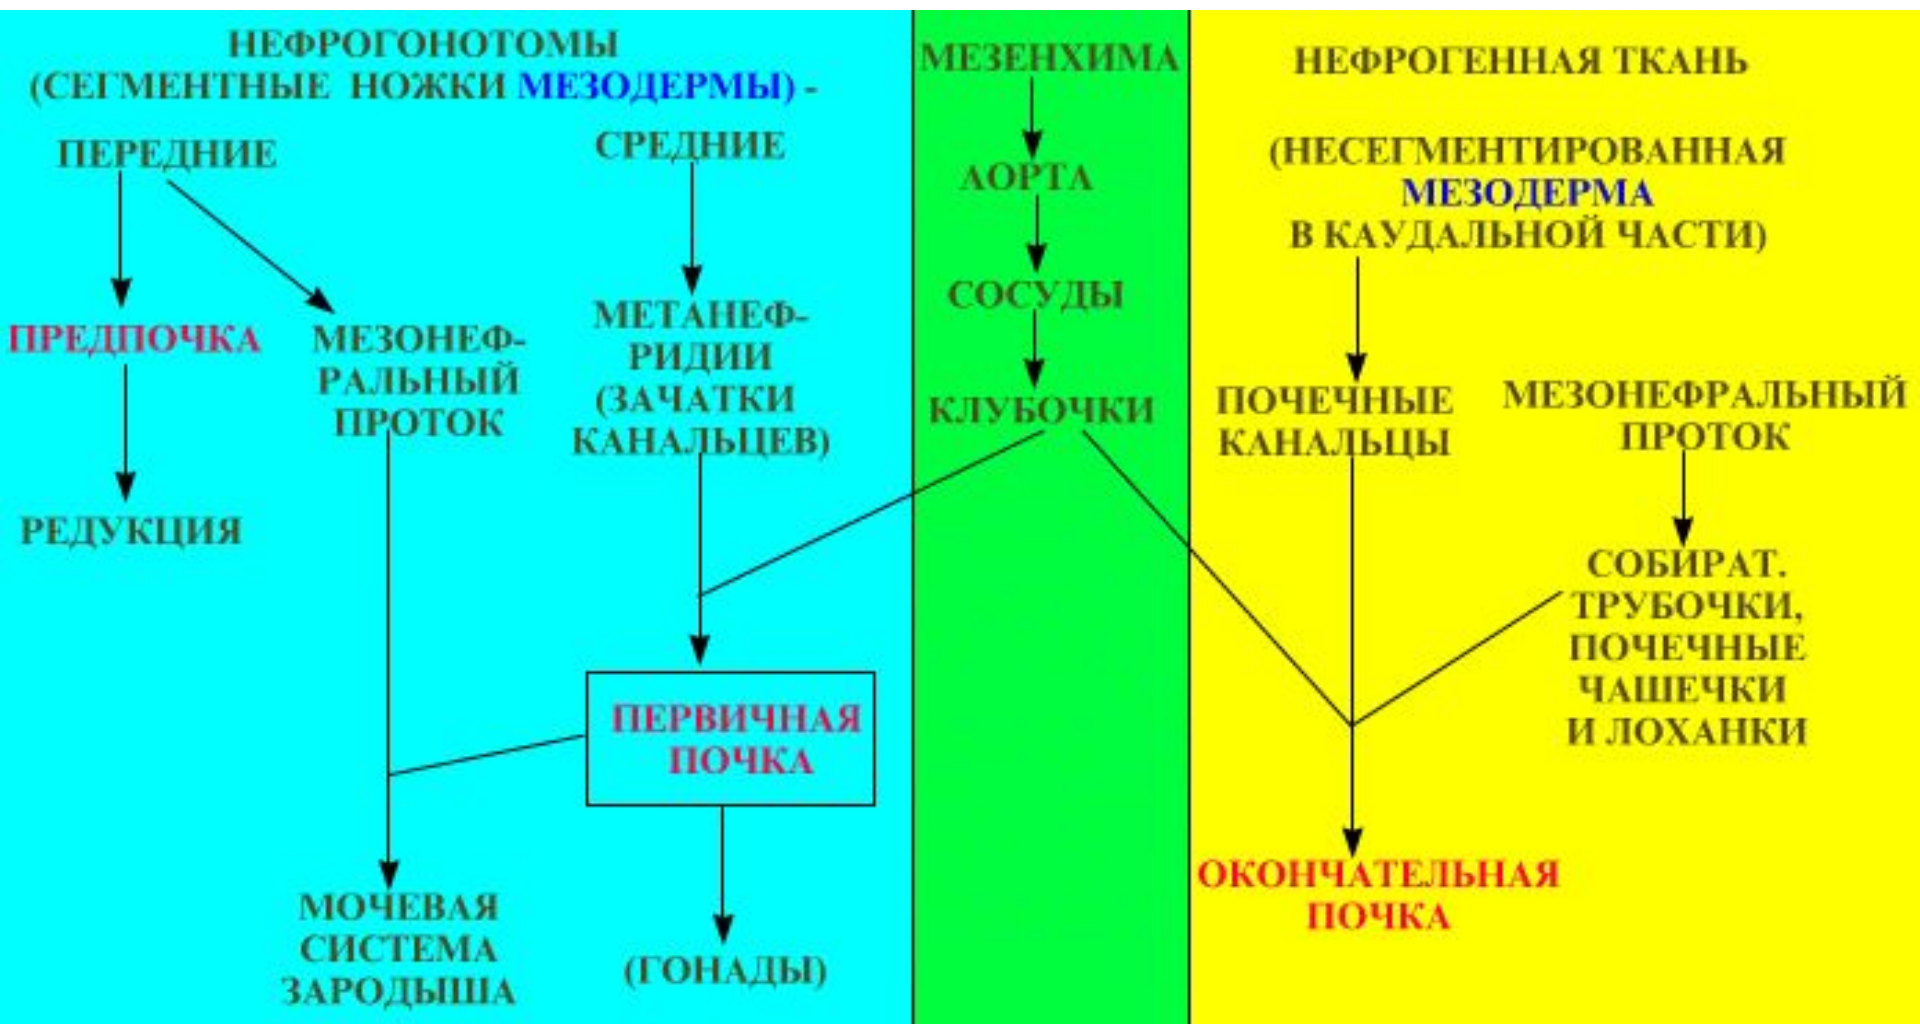 НЕФРОГОНОТОМЫ
(СЕГМЕНТНЫЕ НОЖКИ МЕЗОДЕРМЫ) -
ПЕРЕДНИЕ
СРЕДНИЕ
ПРЕДПОЧКА
МЕЗОНЕФ-
РАЛЬНЫЙ
ПРОТОК
МЕТАНЕФ-
РИДИИ
(ЗАЧАТКИ
КАНАЛЬЦЕВ)
РЕДУКЦИЯ
ПЕРВИЧНАЯ
ПОЧКА
МОЧЕВАЯ
СИСТЕМА
ЗАРОДЫША
(ГОНАДЫ)
МЕЗЕНХИМА
АОРТА
СОСУДЫ
КЛУБОЧКИ
НЕФРОГЕННАЯ ТКАНЬ
(НЕСЕГМЕНТИРОВАННАЯ
МЕЗОДЕРМА
В КАУДАЛЬНОЙ ЧАСТИ)
ПОЧЕЧНЫЕ
КАНАЛЬЦЫ
МЕЗОНЕФРАЛЬНЫЙ
ПРОТОК
СОБИРАТ.
ТРУБОЧКИ,
ПОЧЕЧНЫЕ
ЧАШЕЧКИ
И ЛОХАНКИ
ОКОНЧАТЕЛЬНАЯ
ПОЧКА